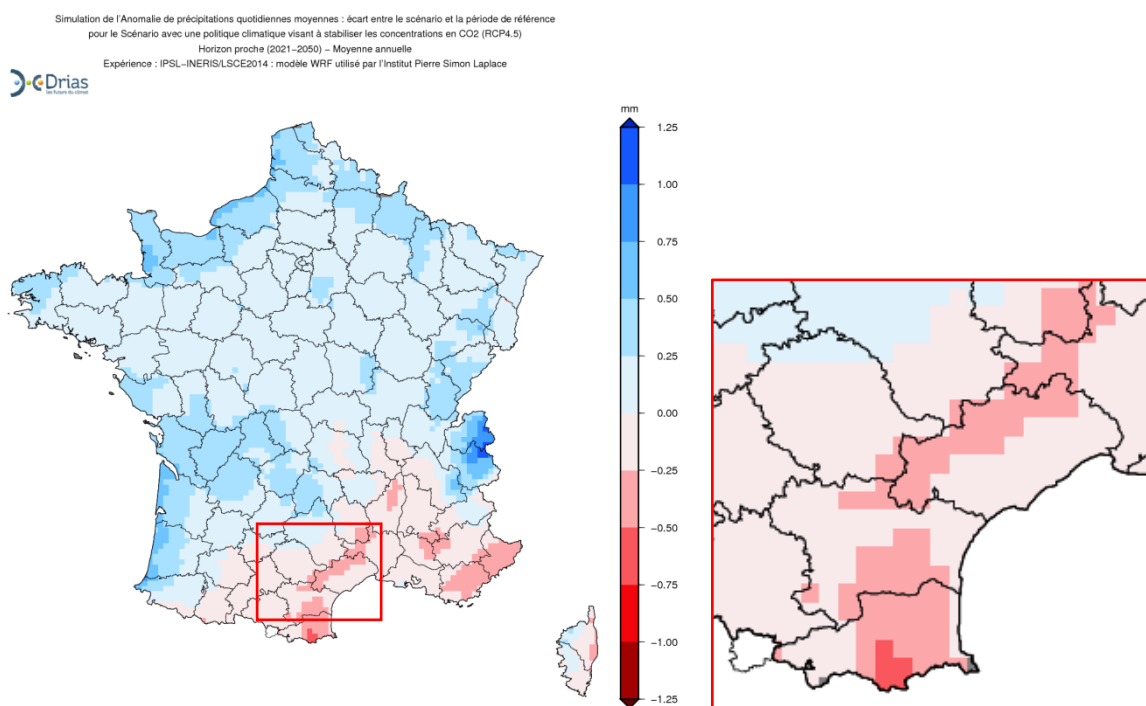 Simulation de l'Anomalie de précipitations quotidiennes moyennes : écart entre le scénario et la période de référence
pour le Scénario avec une politique climatique visant à stabiliser les concentrations en CO2 (RCP4.5)
Horizon proche (2021−2050) − Moyenne annuelle
Expérience : IPSL−INERIS/LSCE2014 : modèle WRF utilisé par l'Institut Pierre Simon Laplace
Drias
les futurs du climat
mm
1.25
1.00
0.75
0.50
0.25
0.00
−0.25
−0.50
−0.75
−1.00
−1.25